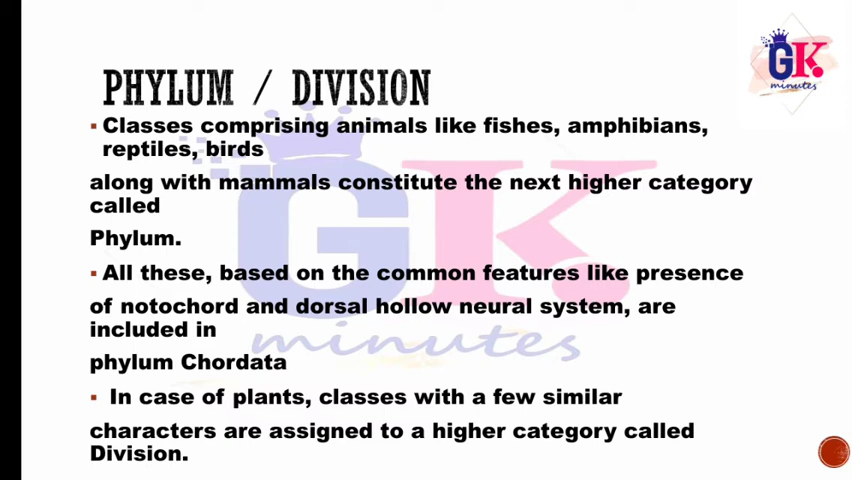 GK
minutes
PHYLUM / DIVISION
▪ Classes comprising animals like fishes, amphibians,
reptiles, birds
along with mammals constitute the next higher category
called
Phylum.
▪ All these, based on the common features like presence
of notochord and dorsal hollow neural system, are
included in
phylum Chordata
▪ In case of plants, classes with a few similar
characters are assigned to a higher category called
Division.
GK
minutes